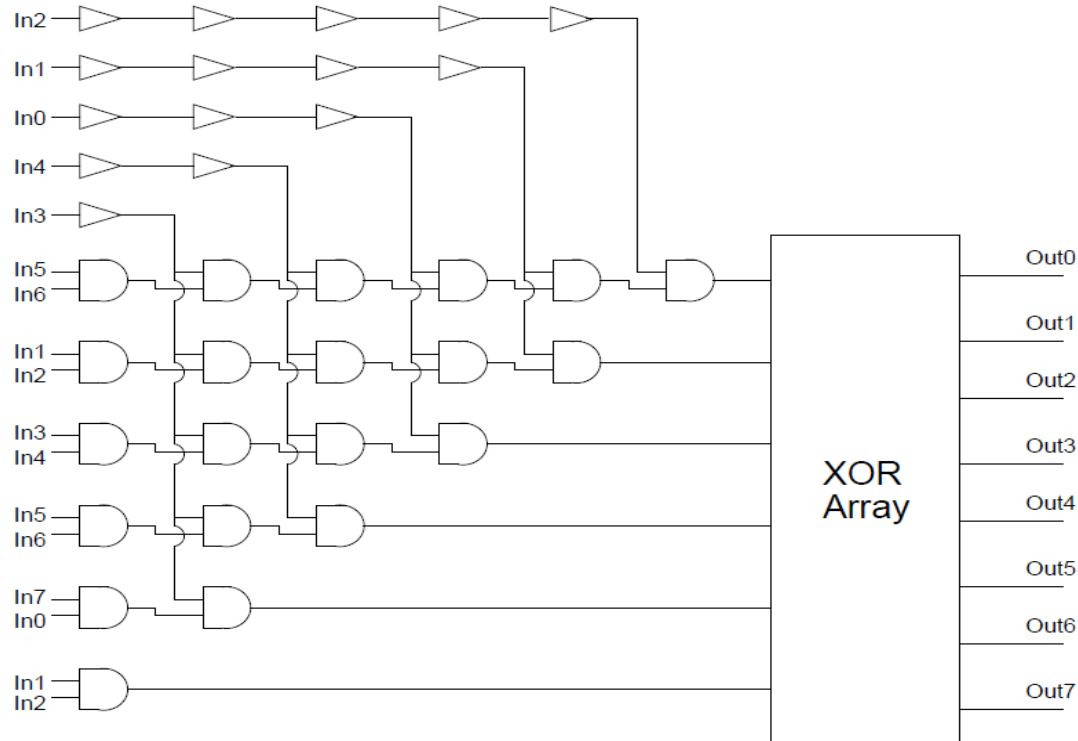 In2
In1
In0
In4
In3
In5
In6
In1
In2
In3
In4
In5
In6
In7
In0
In1
In2
XOR
Array
Out0
Out1
Out2
Out3
Out4
Out5
Out6
Out7